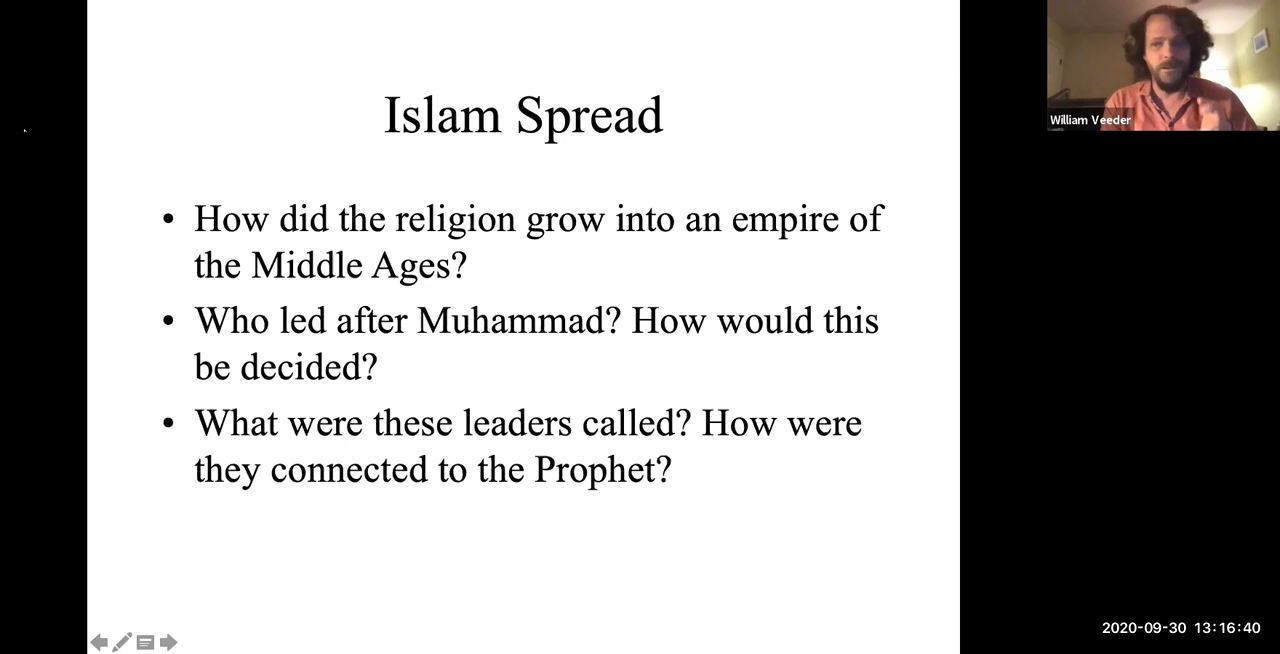 Islam Spread
• How did the religion grow into an empire of
the Middle Ages?
• Who led after Muhammad? How would this
be decided?
• What were these leaders called? How were
they connected to the Prophet?
William Veeder
2020-09-30 13:16:40